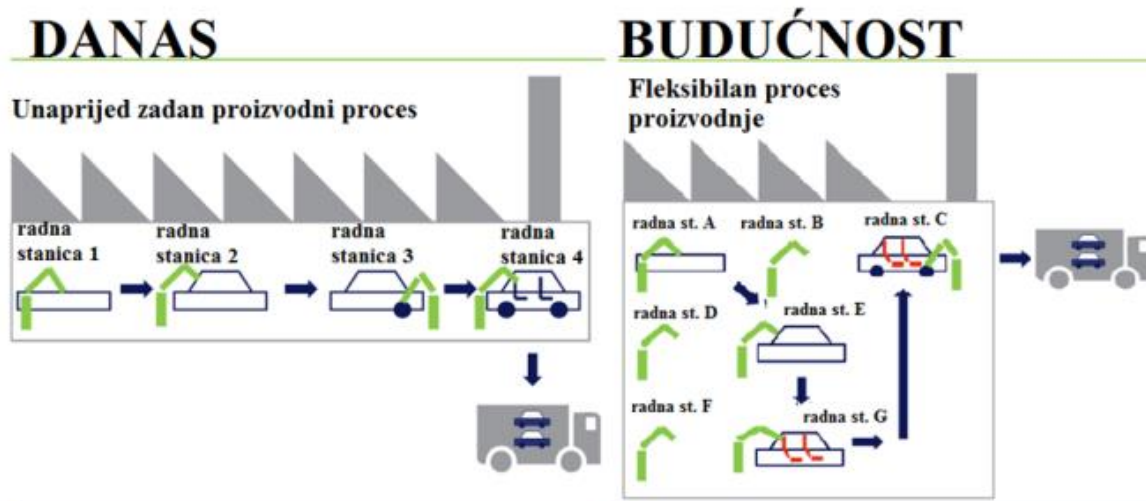 DANAS
Unaprijed zadan proizvodni proces
radna
stanica 1
radna
stanica 2
radna
stanica 3
radna
stanica 4
BUDUĆNOST
Fleksibilan proces
proizvodnje
radna st. A
radna st. B
radna st. C
radna st. D
radna st. E
radna st. F
radna st. G